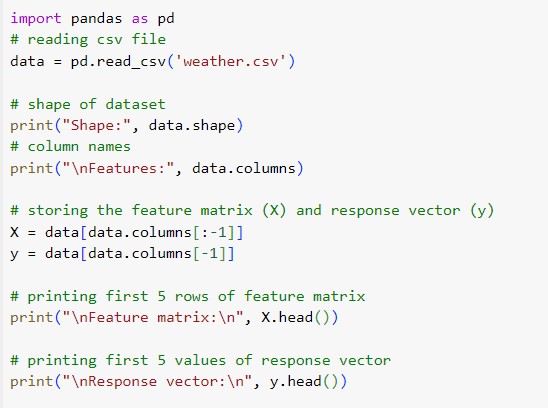 import pandas as pd
# reading csv file
data = pd.read_csv('weather.csv')
# shape of dataset
print("Shape:", data.shape)
# column names
print("\nFeatures:", data.columns)
# storing the feature matrix (X) and response vector (y)
X = data[data.columns[:-1]]
y = data[data.columns[-1]]
# printing first 5 rows of feature matrix
print("\nFeature matrix:\n", X.head())
# printing first 5 values of response vector
print("\nResponse vector:\n", y.head())